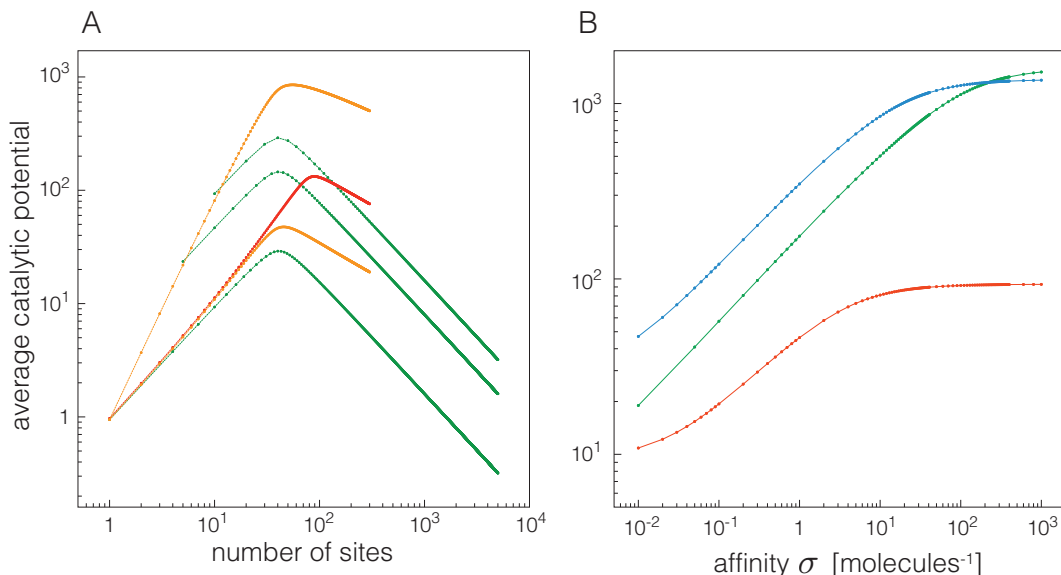 A
average catalytic potential
10³
10²
10¹
1
1 10¹ 10² 10³ 10⁴
number of sites
B
10³
10²
10¹
10⁻² 10⁻¹ 1 10¹ 10² 10³
affinity σ [molecules⁻¹]